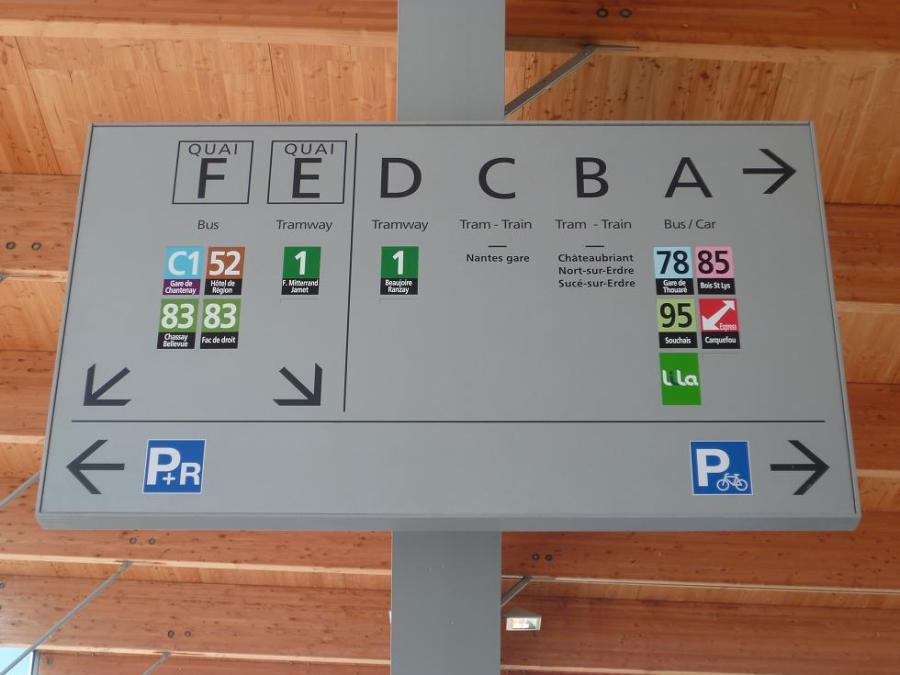 QUAI
F
Bus
C1
Gare de
Chantenay
52
Hôtel de
Région
83
Chassay
Bellevue
83
Fac de droit
QUAI
E
Tramway
1
F. Mitterrand
Jamet
D
Tramway
1
Beaujoire
Ranzay
C
Tram - Train
Nantes gare
B
Tram - Train
Châteaubriant
Nort-sur-Erdre
Sucé-sur-Erdre
A
Bus / Car
78
Gare de
Thouaré
85
Bois St Lys
95
Souchais
Express
Carquefou
Lila
P+R
P